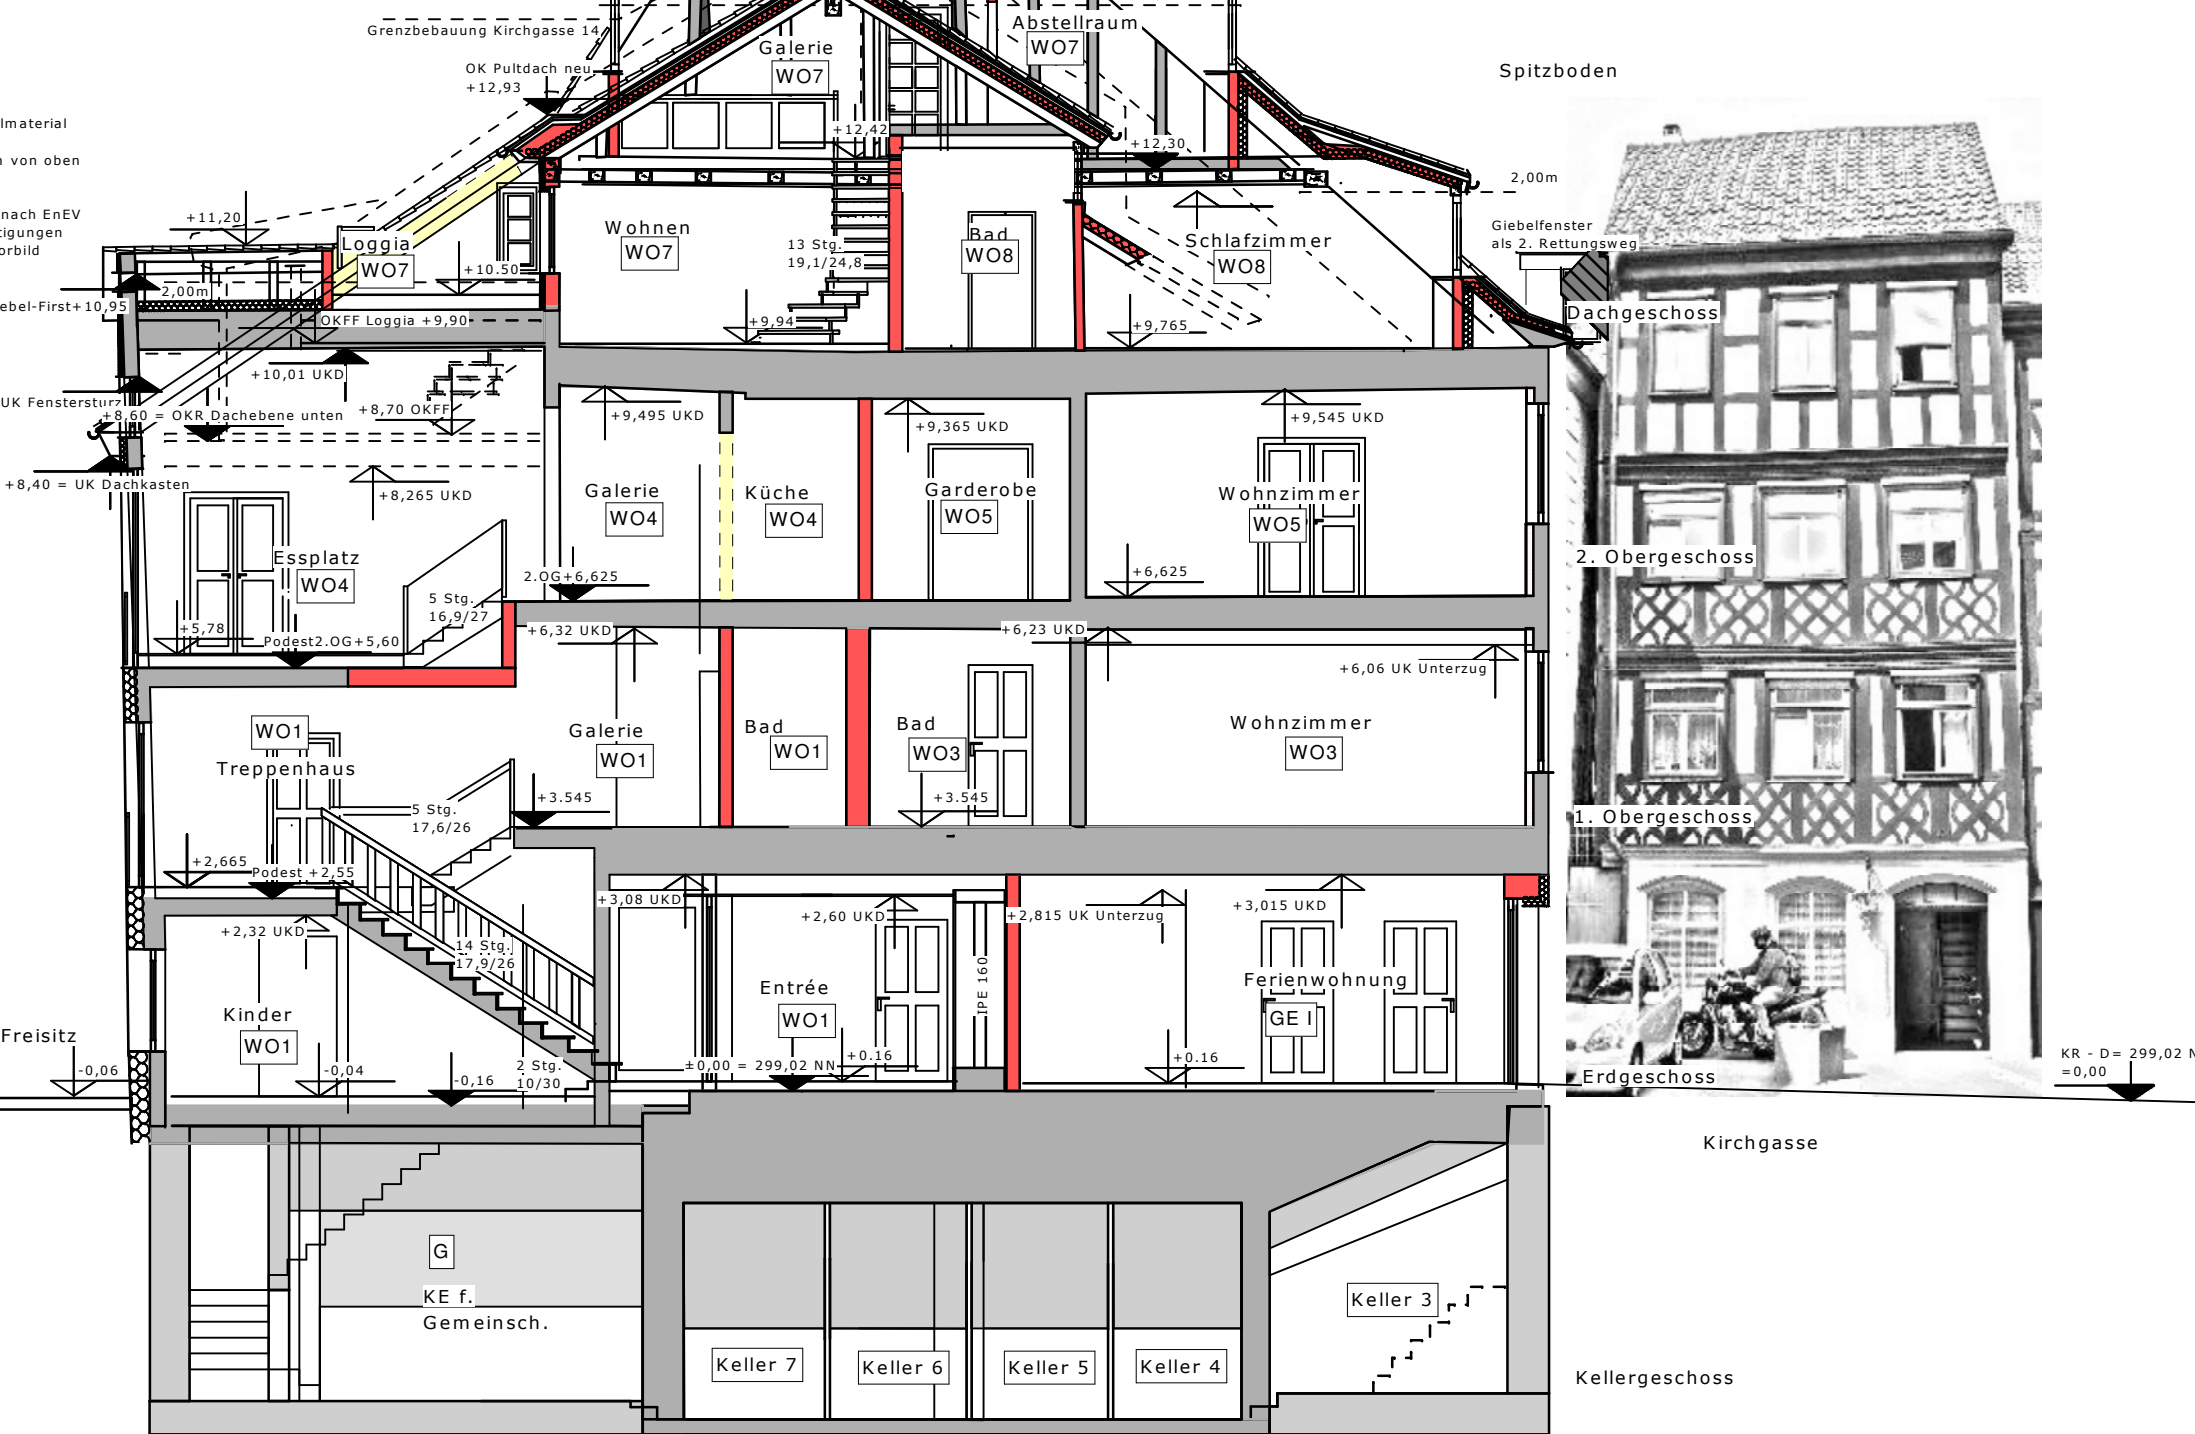 Grenzbebauung Kirchgasse 14
Abstellraum
WO7
Galerie
WO7
Spitzboden
OK Pultdach neu
+12,93
lmaterial
von oben
+12,42
+12,30
2,00m
nach EnEV
tigungen
orbild
+11,20
Loggia
WO7
+10.50
Wohnen
WO7
13 Stg.
19,1/24,8
Bad
WO8
Schlafzimmer
WO8
Giebelfenster
als 2. Rettungsweg
2,00m
ebel-First+10,95
OKFF Loggia +9,90
+9,94
+9,765
Dachgeschoss
+10,01 UKD
UK Fenstersturz
+8,60 = OKR Dachebene unten
+8,70 OKFF
+9,495 UKD
+9,365 UKD
+9,545 UKD
+8,40 = UK Dachkasten
+8,265 UKD
Galerie
WO4
Küche
WO4
Garderobe
WO5
Wohnzimmer
WO5
Essplatz
WO4
2.OG+6,625
+6,625
2. Obergeschoss
5 Stg.
16,9/27
+5,78
Podest2.OG+5,60
+6,32 UKD
+6,23 UKD
+6,06 UK Unterzug
WO1
Treppenhaus
Galerie
WO1
Bad
WO1
Bad
WO3
Wohnzimmer
WO3
5 Stg.
17,6/26
+3.545
+3.545
1. Obergeschoss
+2,665
Podest +2,55
+3,08 UKD
+2,60 UKD
+2,815 UK Unterzug
+3,015 UKD
+2,32 UKD
14 Stg.
17,9/26
IPE 160
Entrée
WO1
Ferienwohnung
GE I
Kinder
WO1
Freisitz
-0,06
-0,04
-0,16
2 Stg.
10/30
±0,00 = 299,02 NN
+0.16
+0.16
Erdgeschoss
KR - D= 299,02 N
=0,00
Kirchgasse
G
KE f.
Gemeinsch.
Keller 3
Keller 7
Keller 6
Keller 5
Keller 4
Kellergeschoss